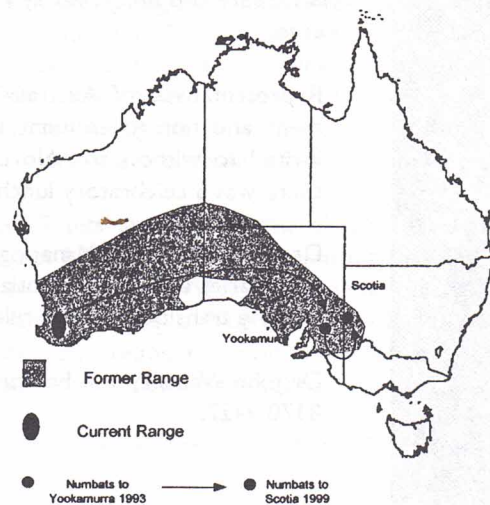 Scotia
Yookamurra
Former Range
Current Range
Numbats to
Yookamurra 1993
Numbats to
Scotia 1999